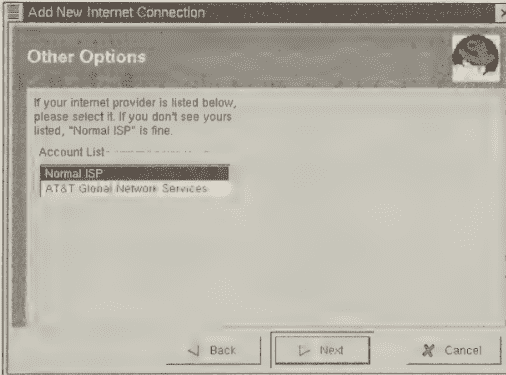 Add New Internet Connection
Other Options
If your internet provider is listed below,
please select it. If you don't see yours
listed, "Normal ISP" is fine.
Account List
Normal ISP
AT&T Global Network Services
Back
Next
Cancel